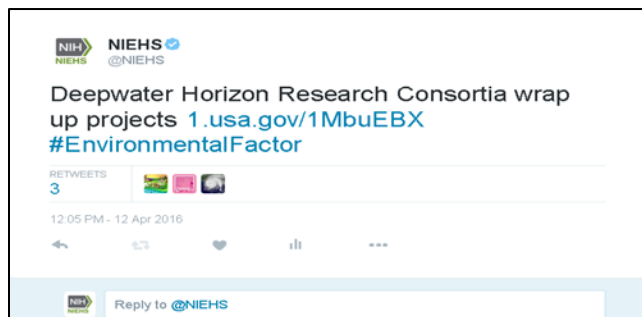 NIH
NIEHS
NIEHS
@NIEHS
Deepwater Horizon Research Consortia wrap
up projects 1.usa.gov/1MbuEBX
#EnvironmentalFactor
RETWEETS
3
12:05 PM - 12 Apr 2016
NIH
NIEHS
Reply to @NIEHS